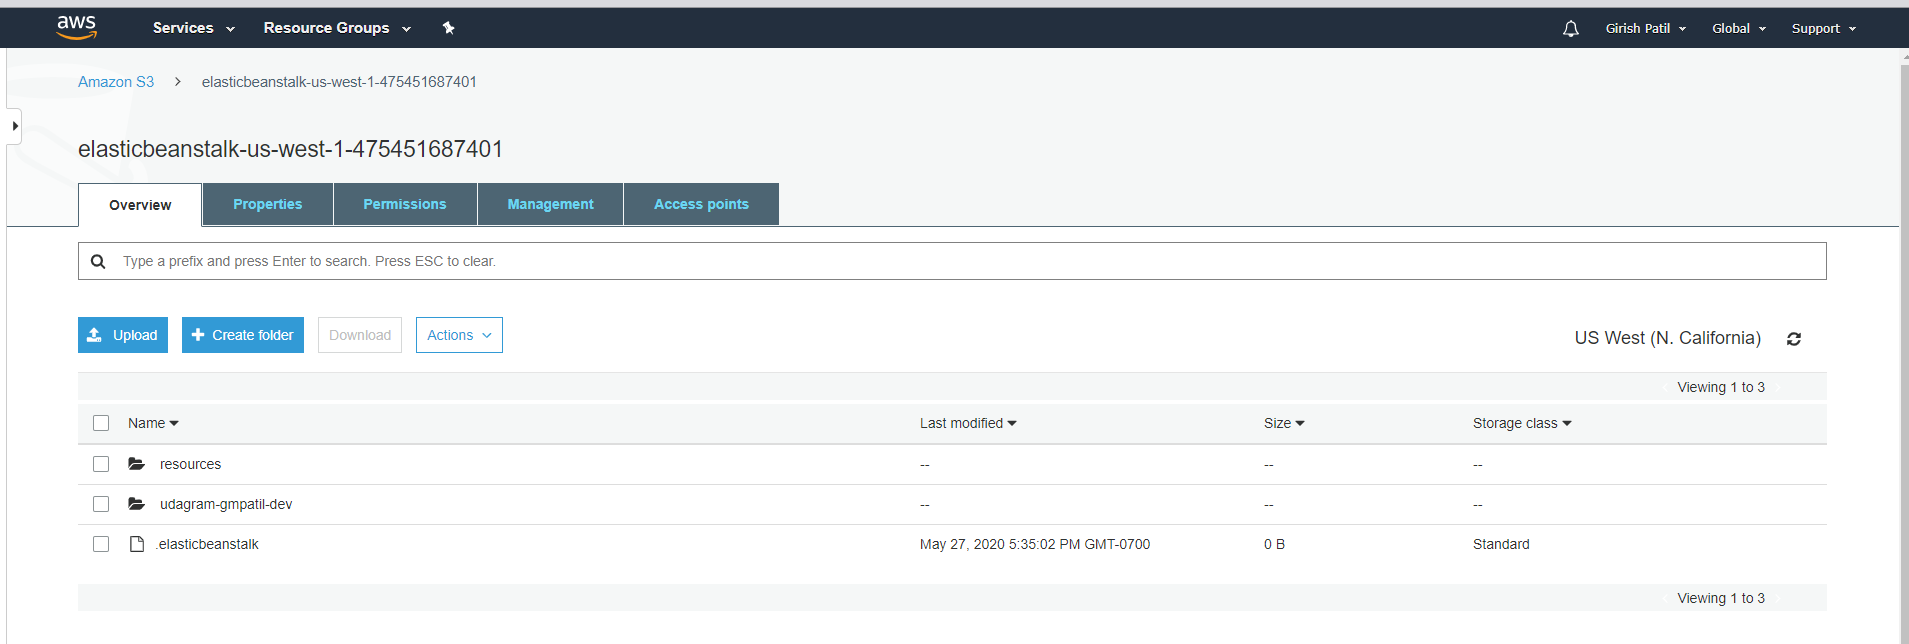 aws Services Resource Groups Girish Patil Global Support
Amazon S3 > elasticbeanstalk-us-west-1-475451687401
elasticbeanstalk-us-west-1-475451687401
Overview Properties Permissions Management Access points
Type a prefix and press Enter to search. Press ESC to clear.
Upload Create folder Download Actions US West (N. California)
Viewing 1 to 3
Name Last modified Size Storage class
resources -- -- --
udagram-gmpatil-dev -- -- --
.elasticbeanstalk May 27, 2020 5:35:02 PM GMT-0700 0 B Standard
Viewing 1 to 3